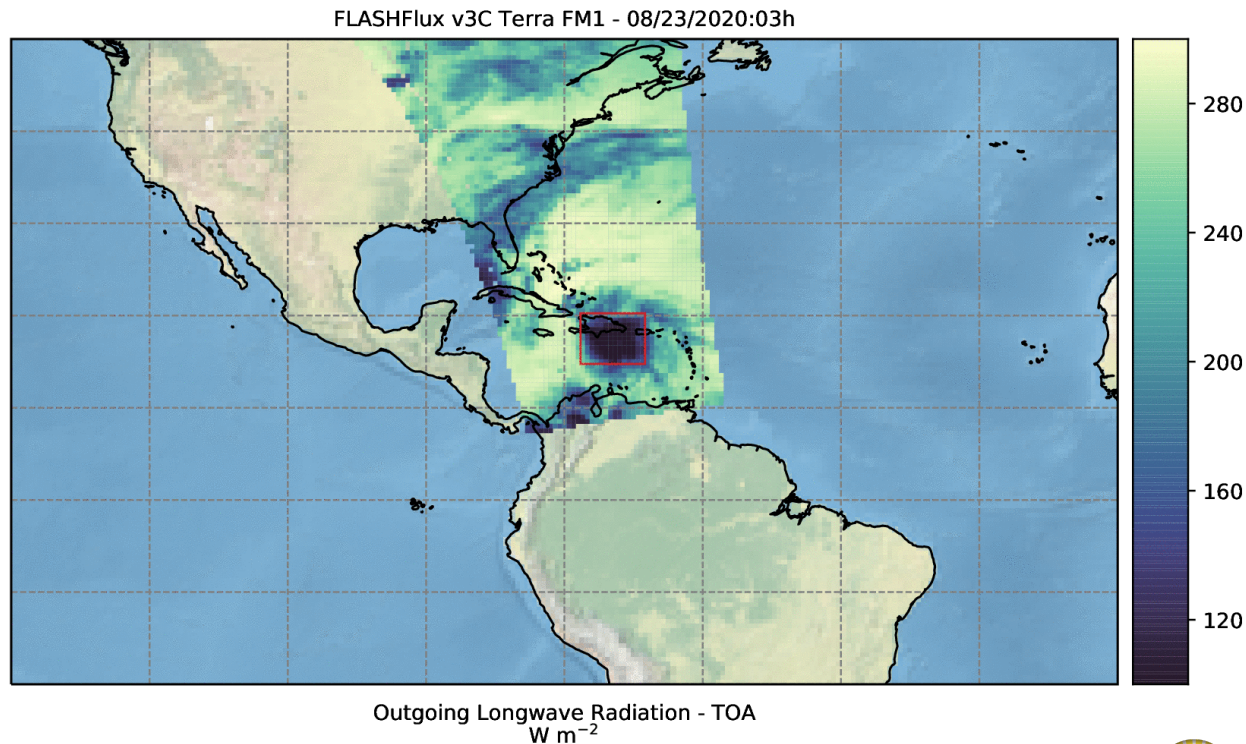 FLASHFlux v3C Terra FM1 - 08/23/2020:03h
280
240
200
160
120
Outgoing Longwave Radiation - TOA
W m⁻²